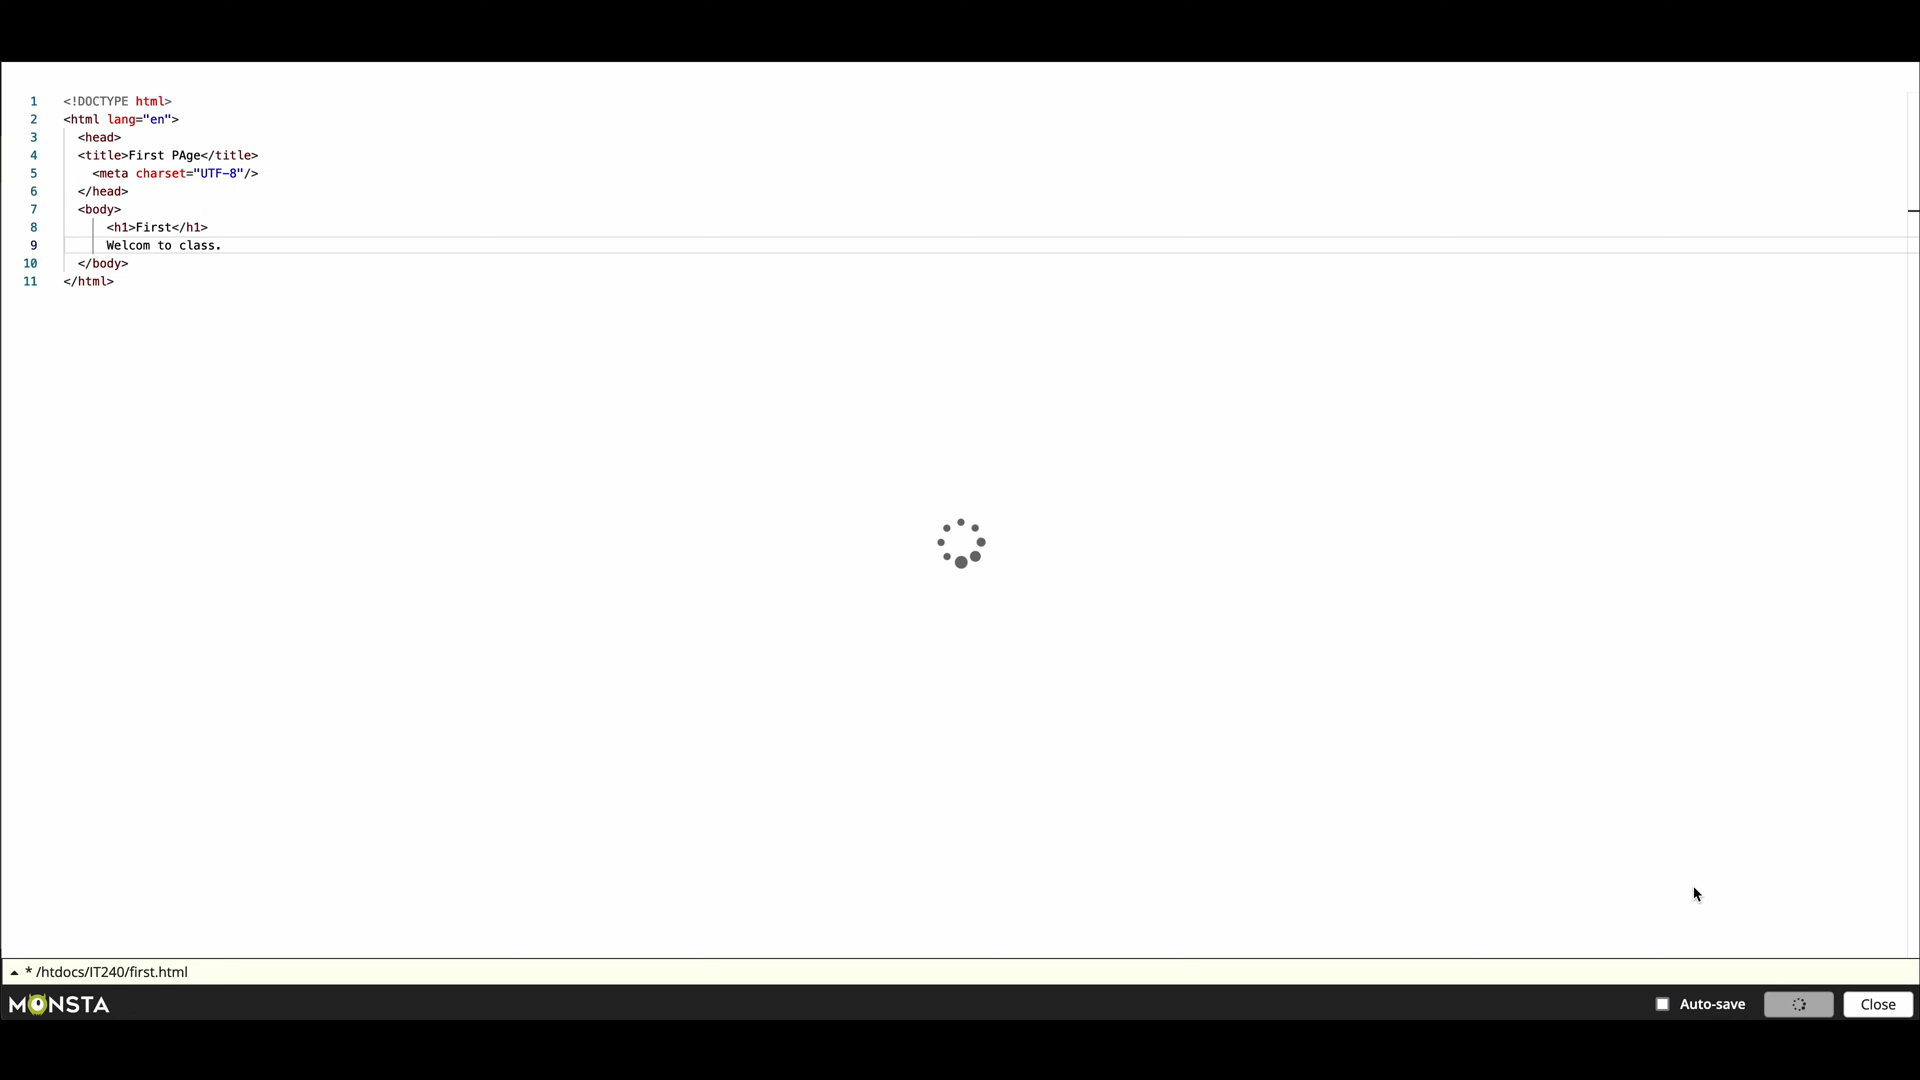 1 <!DOCTYPE html>
2 <html lang="en">
3 <head>
4 <title>First PAge</title>
5 <meta charset="UTF-8"/>
6 </head>
7 <body>
8 <h1>First</h1>
9 Welcom to class.
10 </body>
11 </html>
* /htdocs/IT240/first.html
MONSTA Auto-save Close